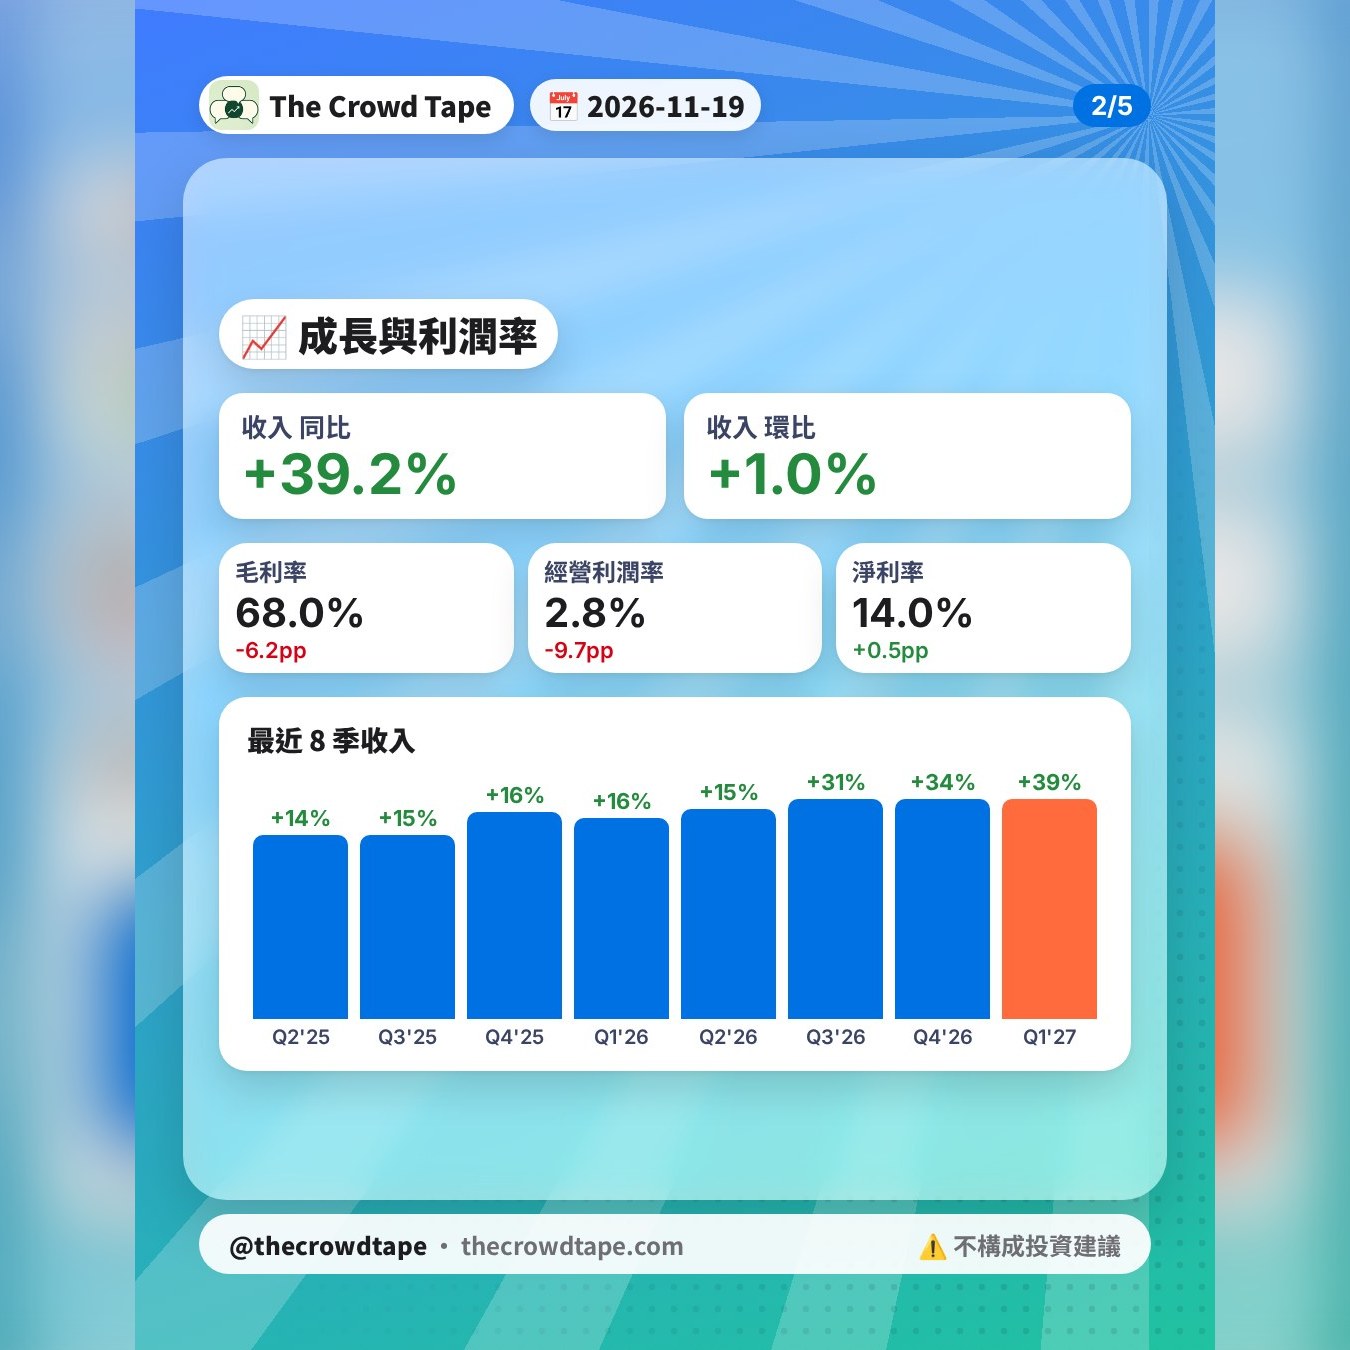 The Crowd Tape
July 17 2026-11-19
2/5
成長與利潤率
收入 同比
+39.2%
收入 環比
+1.0%
毛利率
68.0%
-6.2pp
經營利潤率
2.8%
-9.7pp
淨利率
14.0%
+0.5pp
最近 8 季收入
+14% +15% +16% +16% +15% +31% +34% +39%
Q2'25 Q3'25 Q4'25 Q1'26 Q2'26 Q3'26 Q4'26 Q1'27
@thecrowdtape · thecrowdtape.com
不構成投資建議